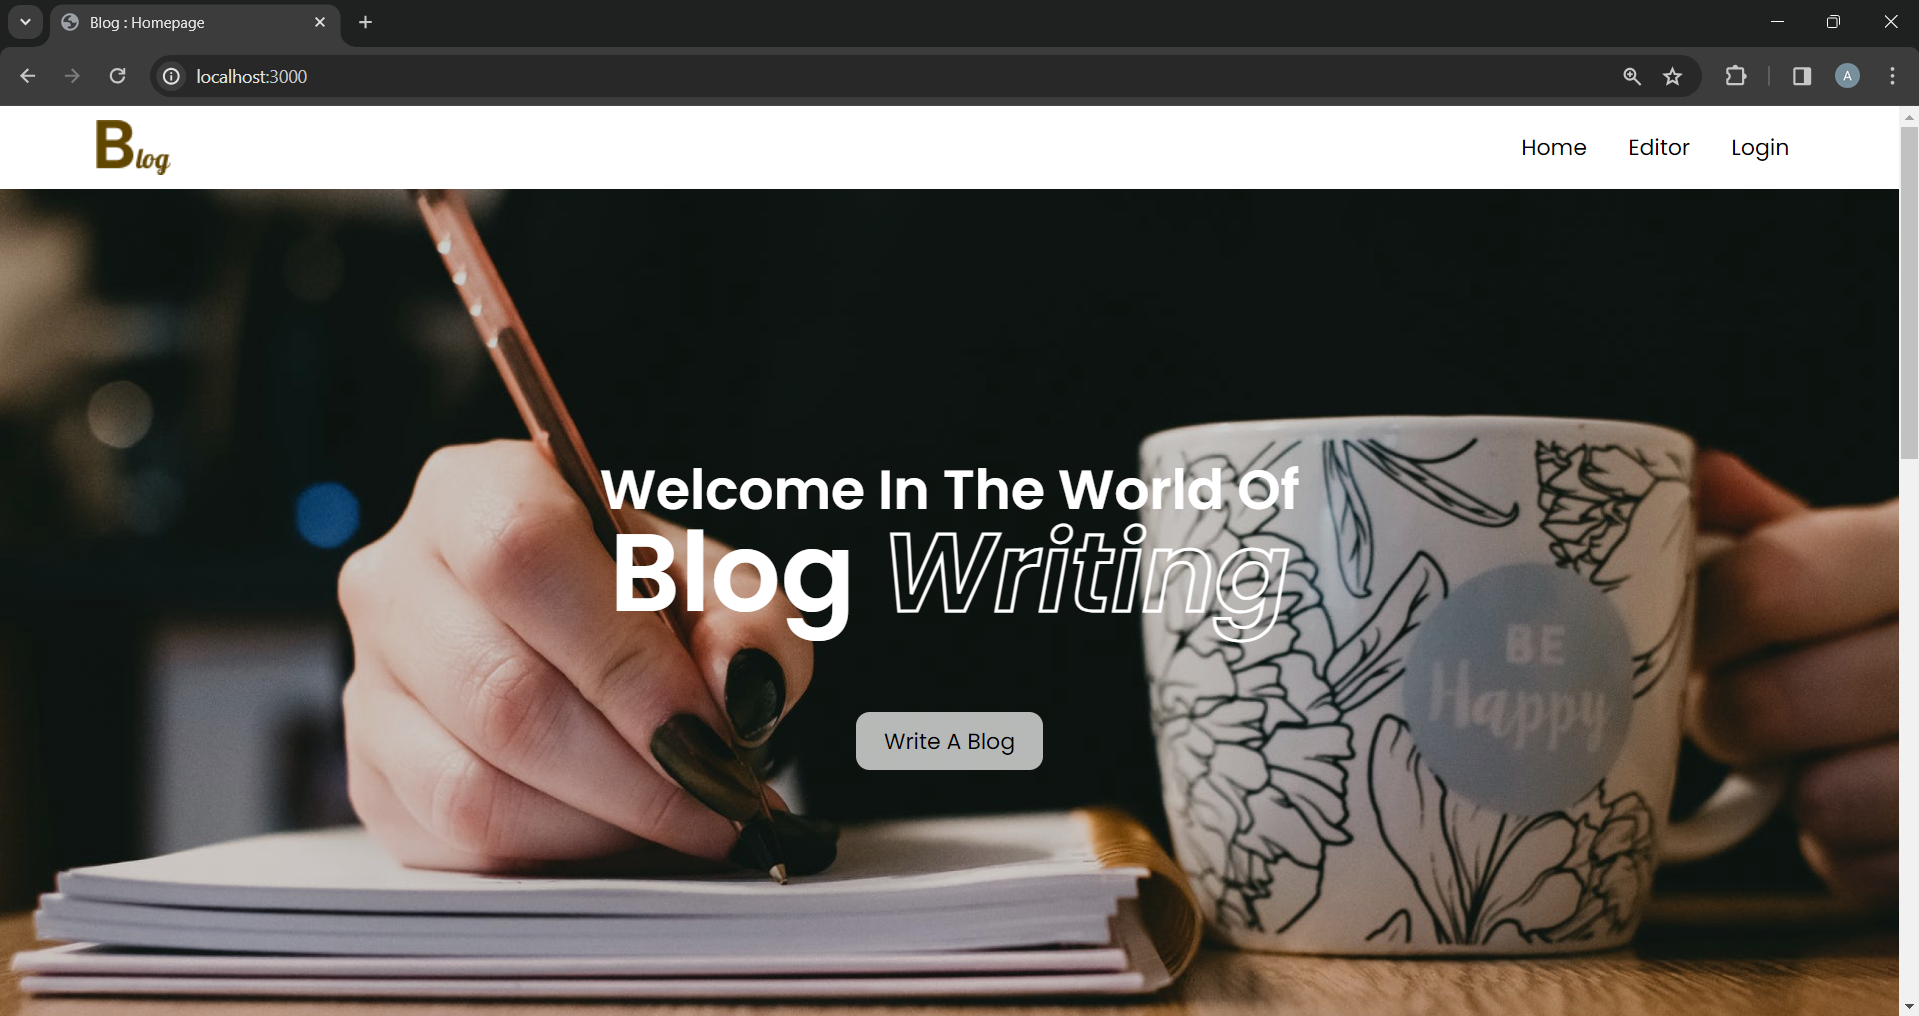 Blog : Homepage
localhost:3000
A
Blog
Home Editor Login
Welcome In The World Of
Blog Writing
BE
Happy
Write A Blog